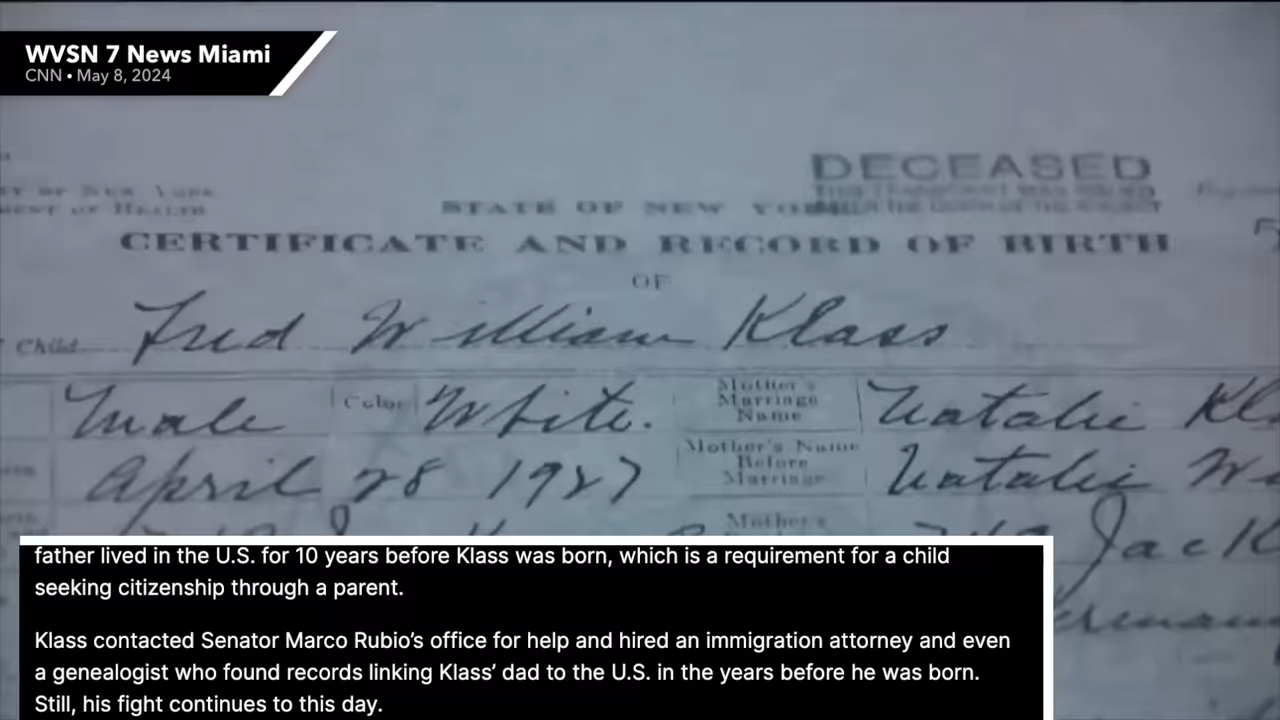 WVSN 7 News Miami
CNN • May 8, 2024
DECEASED
STATE OF NEW
CERTIFICATE AND RECORD OF BIRTH
OF
Child Fred William Klass
Male Color White. Mother's Marriage Name Natalie
April 28 1927 Mother's Name Before Marriage Natalie
Mother's
father lived in the U.S. for 10 years before Klass was born, which is a requirement for a child
seeking citizenship through a parent.
Klass contacted Senator Marco Rubio’s office for help and hired an immigration attorney and even
a genealogist who found records linking Klass’ dad to the U.S. in the years before he was born.
Still, his fight continues to this day.